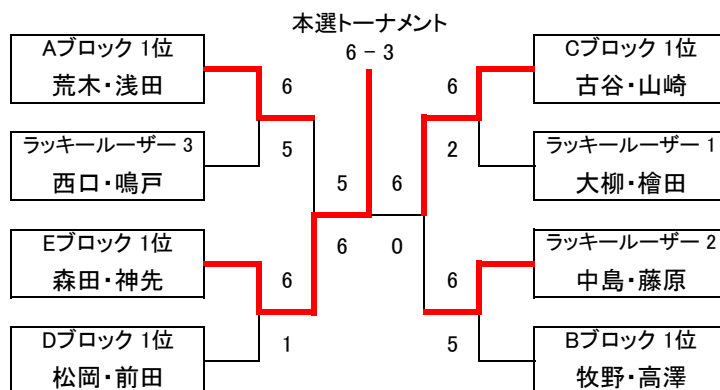 本選トーナメント
6 − 3
Aブロック 1位
荒木・浅田
6
5
ラッキールーザー 3
西口・鳴戸
5
6
Eブロック 1位
森田・神先
6
1
Dブロック 1位
松岡・前田
Cブロック 1位
古谷・山崎
6
2
ラッキールーザー 1
大柳・檜田
6
0
ラッキールーザー 2
中島・藤原
6
5
Bブロック 1位
牧野・高澤